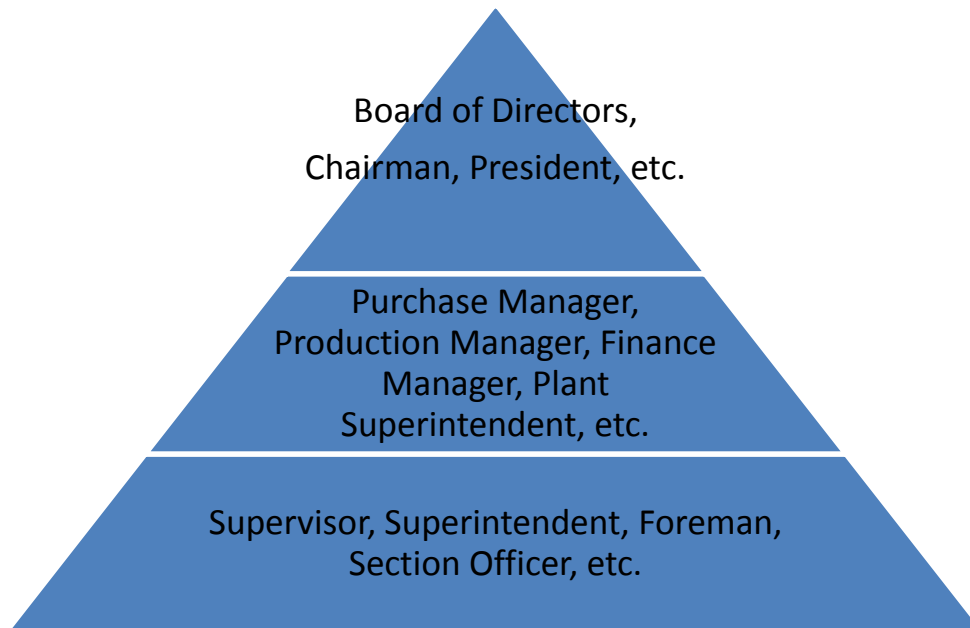 Board of Directors,
Chairman, President, etc.
Purchase Manager,
Production Manager, Finance
Manager, Plant
Superintendent, etc.
Supervisor, Superintendent, Foreman,
Section Officer, etc.